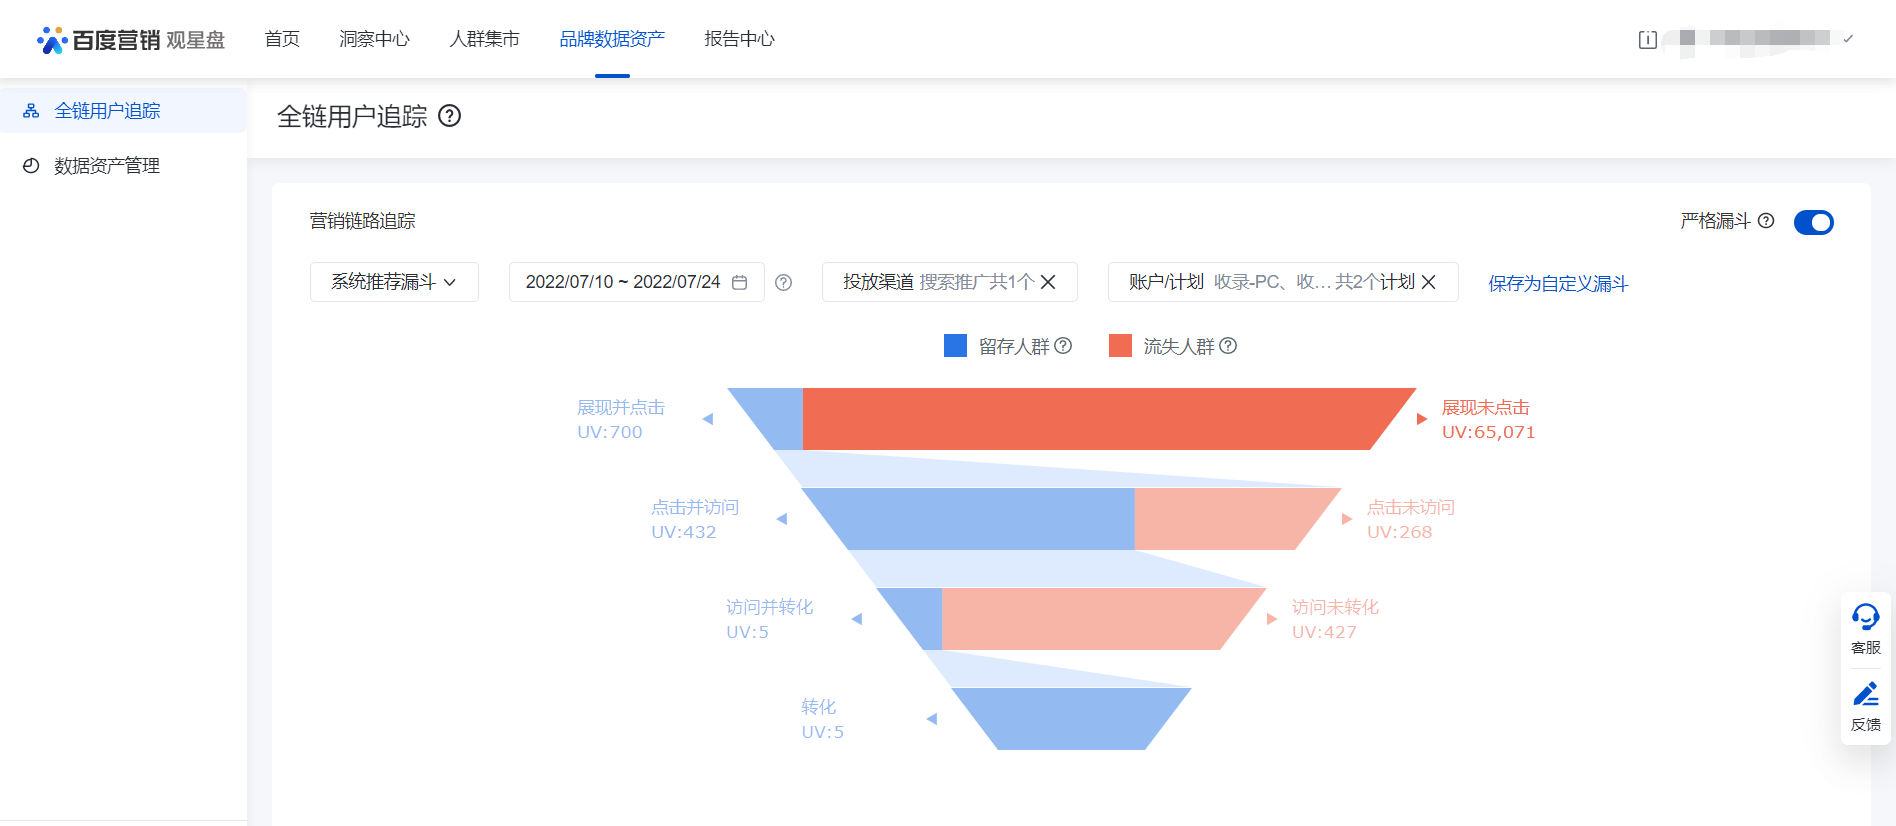 百度营销 观星盘 首页 洞察中心 人群集市 品牌数据资产 报告中心
全链用户追踪
数据资产管理
全链用户追踪
营销链路追踪
严格漏斗
系统推荐漏斗
2022/07/10 ~ 2022/07/24
投放渠道 搜索推广共1个
账户/计划 收录-PC、收... 共2个计划
保存为自定义漏斗
留存人群
流失人群
展现并点击
UV:700
展现未点击
UV:65,071
点击并访问
UV:432
点击未访问
UV:268
访问并转化
UV:5
访问未转化
UV:427
转化
UV:5
客服
反馈